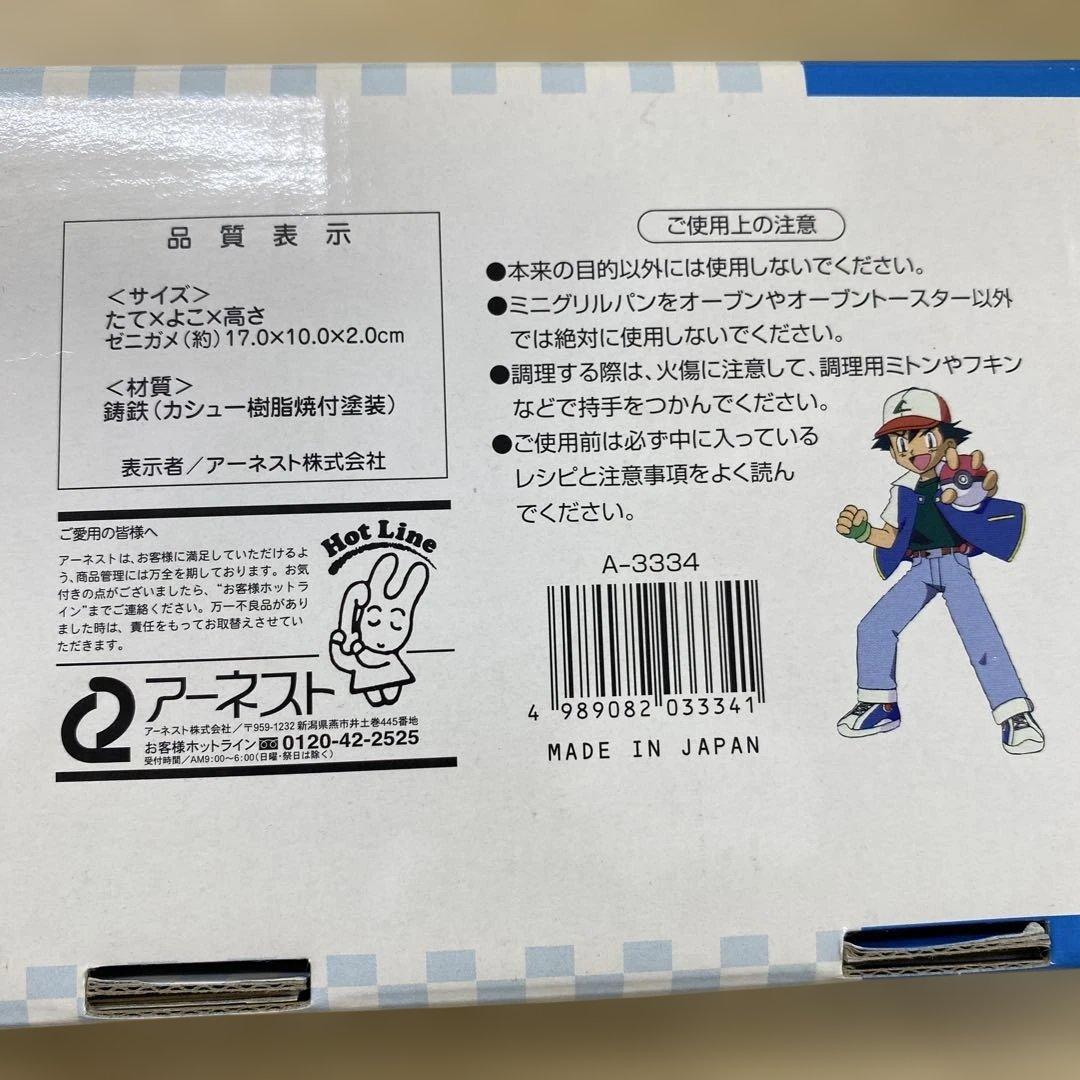 品質表示
＜サイズ＞
たて×よこ×高さ
ゼニガメ（約）17.0×10.0×2.0cm
＜材質＞
鋳鉄（カシュー樹脂焼付塗装）
表示者／アーネスト株式会社
ご愛用の皆様へ
アーネストは、お客様に満足していただけるよ
う、商品管理には万全を期しております。お気
付きの点がございましたら、“お客様ホットラ
イン”までご連絡ください。万一不良品があり
ました時は、責任をもってお取替えさせてい
ただきます。
Hot Line
アーネスト
アーネスト株式会社／〒959-1232 新潟県燕市井土巻445番地
お客様ホットライン 0120-42-2525
受付時間／AM9:00～6:00（日曜・祭日は除く）
ご使用上の注意
●本来の目的以外には使用しないでください。
●ミニグリルパンをオーブンやオーブントースター以外
では絶対に使用しないでください。
●調理する際は、火傷に注意して、調理用ミトンやフキン
などで持手をつかんでください。
●ご使用前は必ず中に入っている
レシピと注意事項をよく読ん
でください。
A-3334
4 989082 033341
MADE IN JAPAN